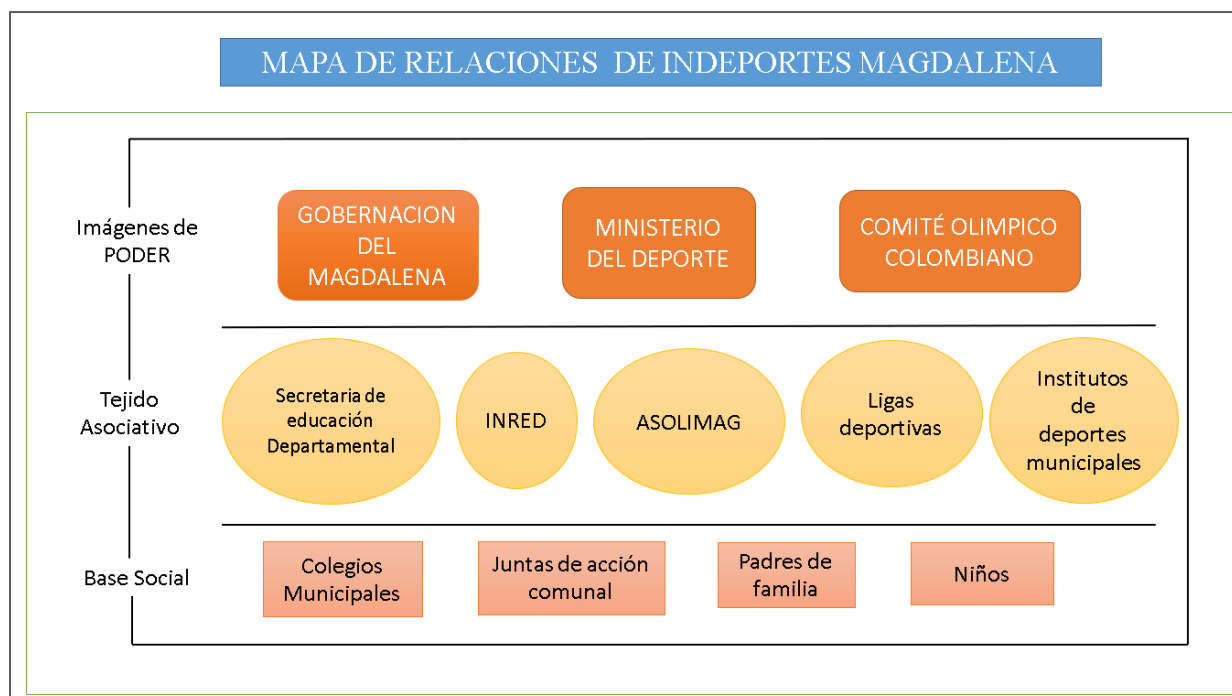 MAPA DE RELACIONES DE INDEPORTES MAGDALENA
Imágenes de
PODER
GOBERNACION
DEL
MAGDALENA
MINISTERIO
DEL DEPORTE
COMITÉ OLIMPICO
COLOMBIANO
Tejido
Asociativo
Secretaria de
educación
Departamental
INRED
ASOLIMAG
Ligas
deportivas
Institutos
de
deportes
municipales
Base Social
Colegios
Municipales
Juntas de acción
comunal
Padres de
familia
Niños